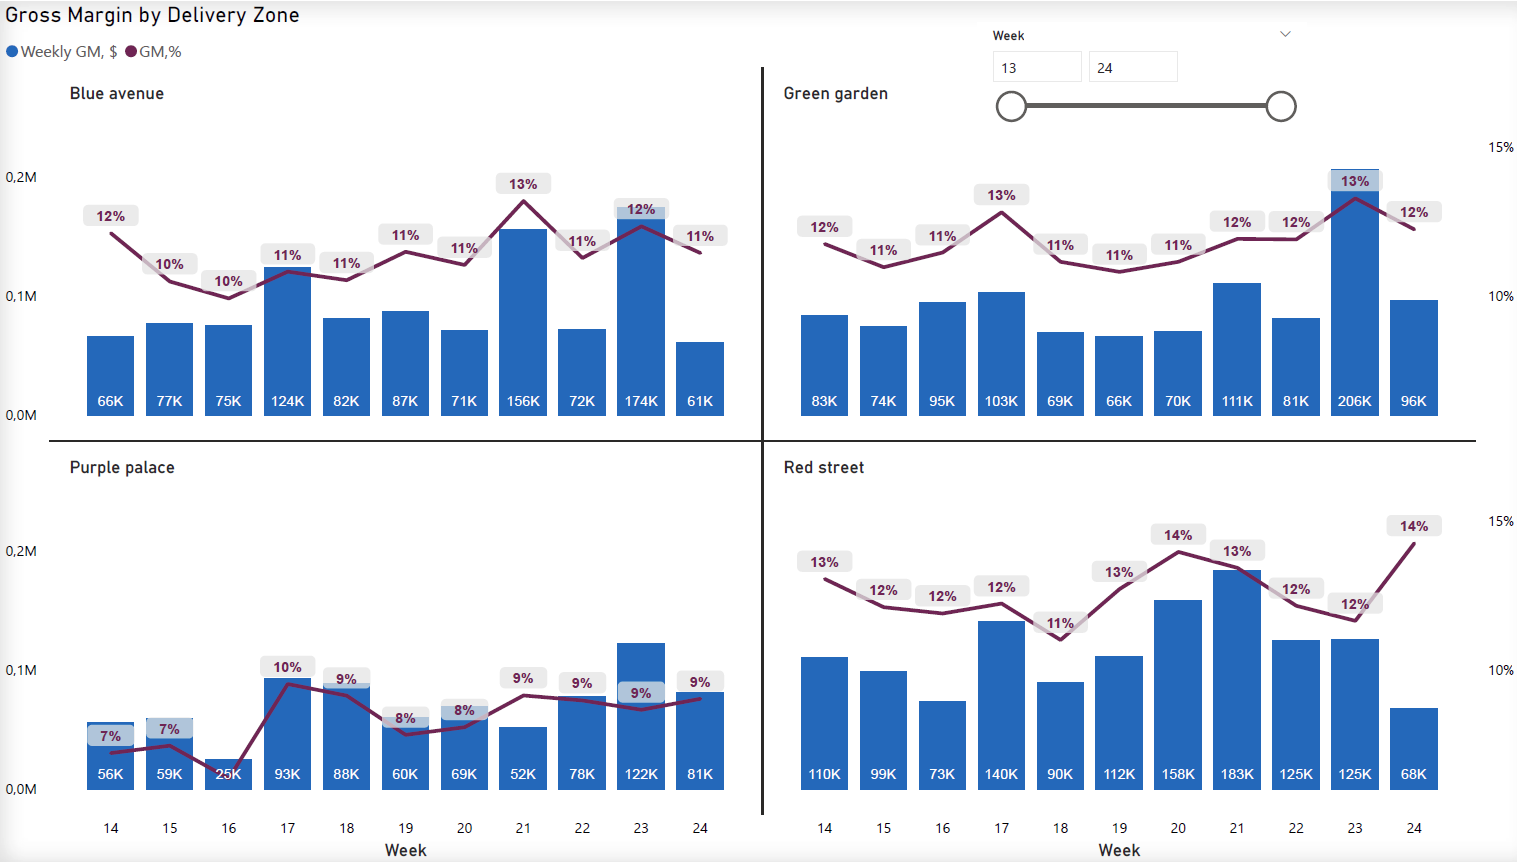 Gross Margin by Delivery Zone
Weekly GM, $ GM,%
Week
13 24
Blue avenue
0,2M
0,1M
0,0M
12% 10% 10% 11% 11% 11% 11% 13% 11% 12% 11%
66K 77K 75K 124K 82K 87K 71K 156K 72K 174K 61K
Green garden
15%
10%
12% 11% 11% 13% 11% 11% 11% 12% 12% 13% 12%
83K 74K 95K 103K 69K 66K 70K 111K 81K 206K 96K
Purple palace
0,2M
0,1M
0,0M
7% 7% 10% 9% 8% 8% 9% 9% 9% 9%
56K 59K 25K 93K 88K 60K 69K 52K 78K 122K 81K
14 15 16 17 18 19 20 21 22 23 24
Week
Red street
15%
10%
13% 12% 12% 12% 11% 13% 14% 13% 12% 12% 14%
110K 99K 73K 140K 90K 112K 158K 183K 125K 125K 68K
14 15 16 17 18 19 20 21 22 23 24
Week